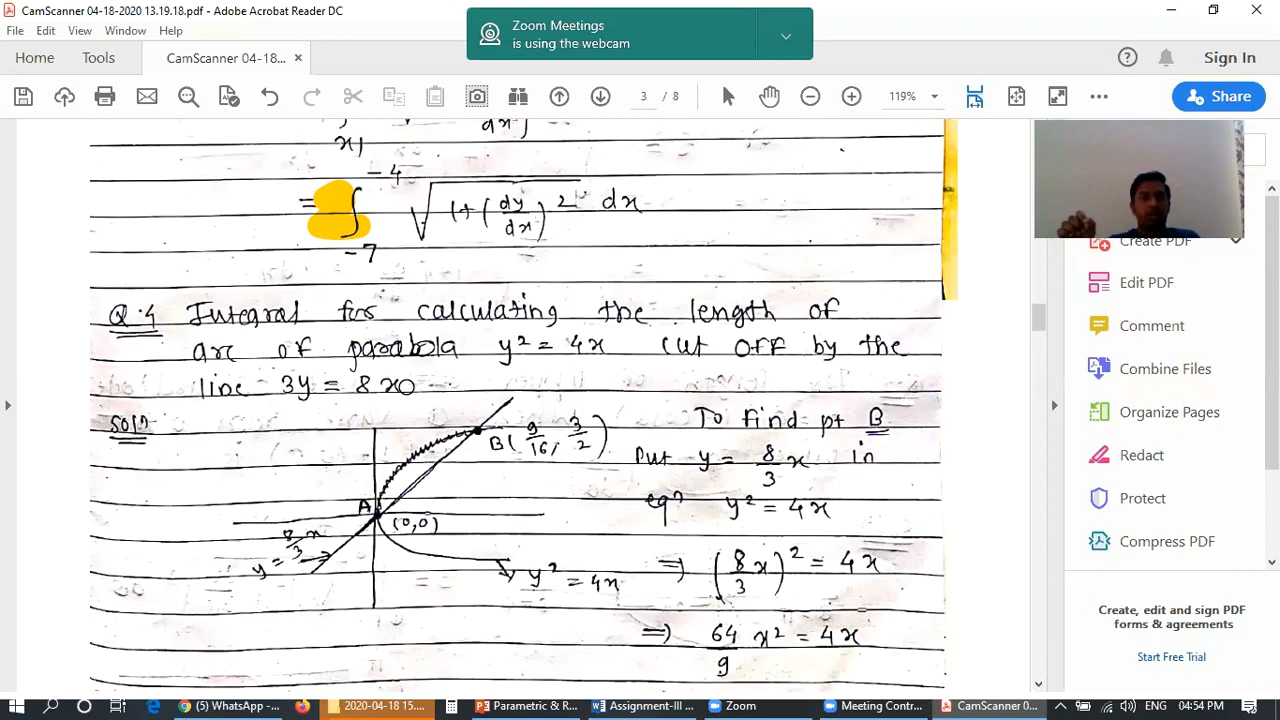 CamScanner 04-18-2020 13.19.18.pdf - Adobe Acrobat Reader DC
File Edit View Window Help
Zoom Meetings
is using the webcam
Home Tools CamScanner 04-18... × Sign In
3 / 8 119% Share
x1 dx
-4
= ∫ √ 1+ (dy/dx)2 dx
-7
Q.4 Integral for calculating the length of
arc of parabola y2 = 4x cut off by the
line 3y = 8x
Soln
To find pt B
B(9/16, 3/2)
Put y = 8/3 x in
eqn y2 = 4x
A (0,0)
y = 8/3 x
y2 = 4x
=> (8/3 x)2 = 4x
=> 64/9 x2 = 4x
Create PDF
Edit PDF
Comment
Combine Files
Organize Pages
Redact
Protect
Compress PDF
Create, edit and sign PDF
forms & agreements
Start Free Trial
(5) WhatsApp - ... 2020-04-18 15.... Parametric & Rec... Assignment-III ... Zoom Meeting Contr... CamScanner 04-1... ENG 04:54 PM